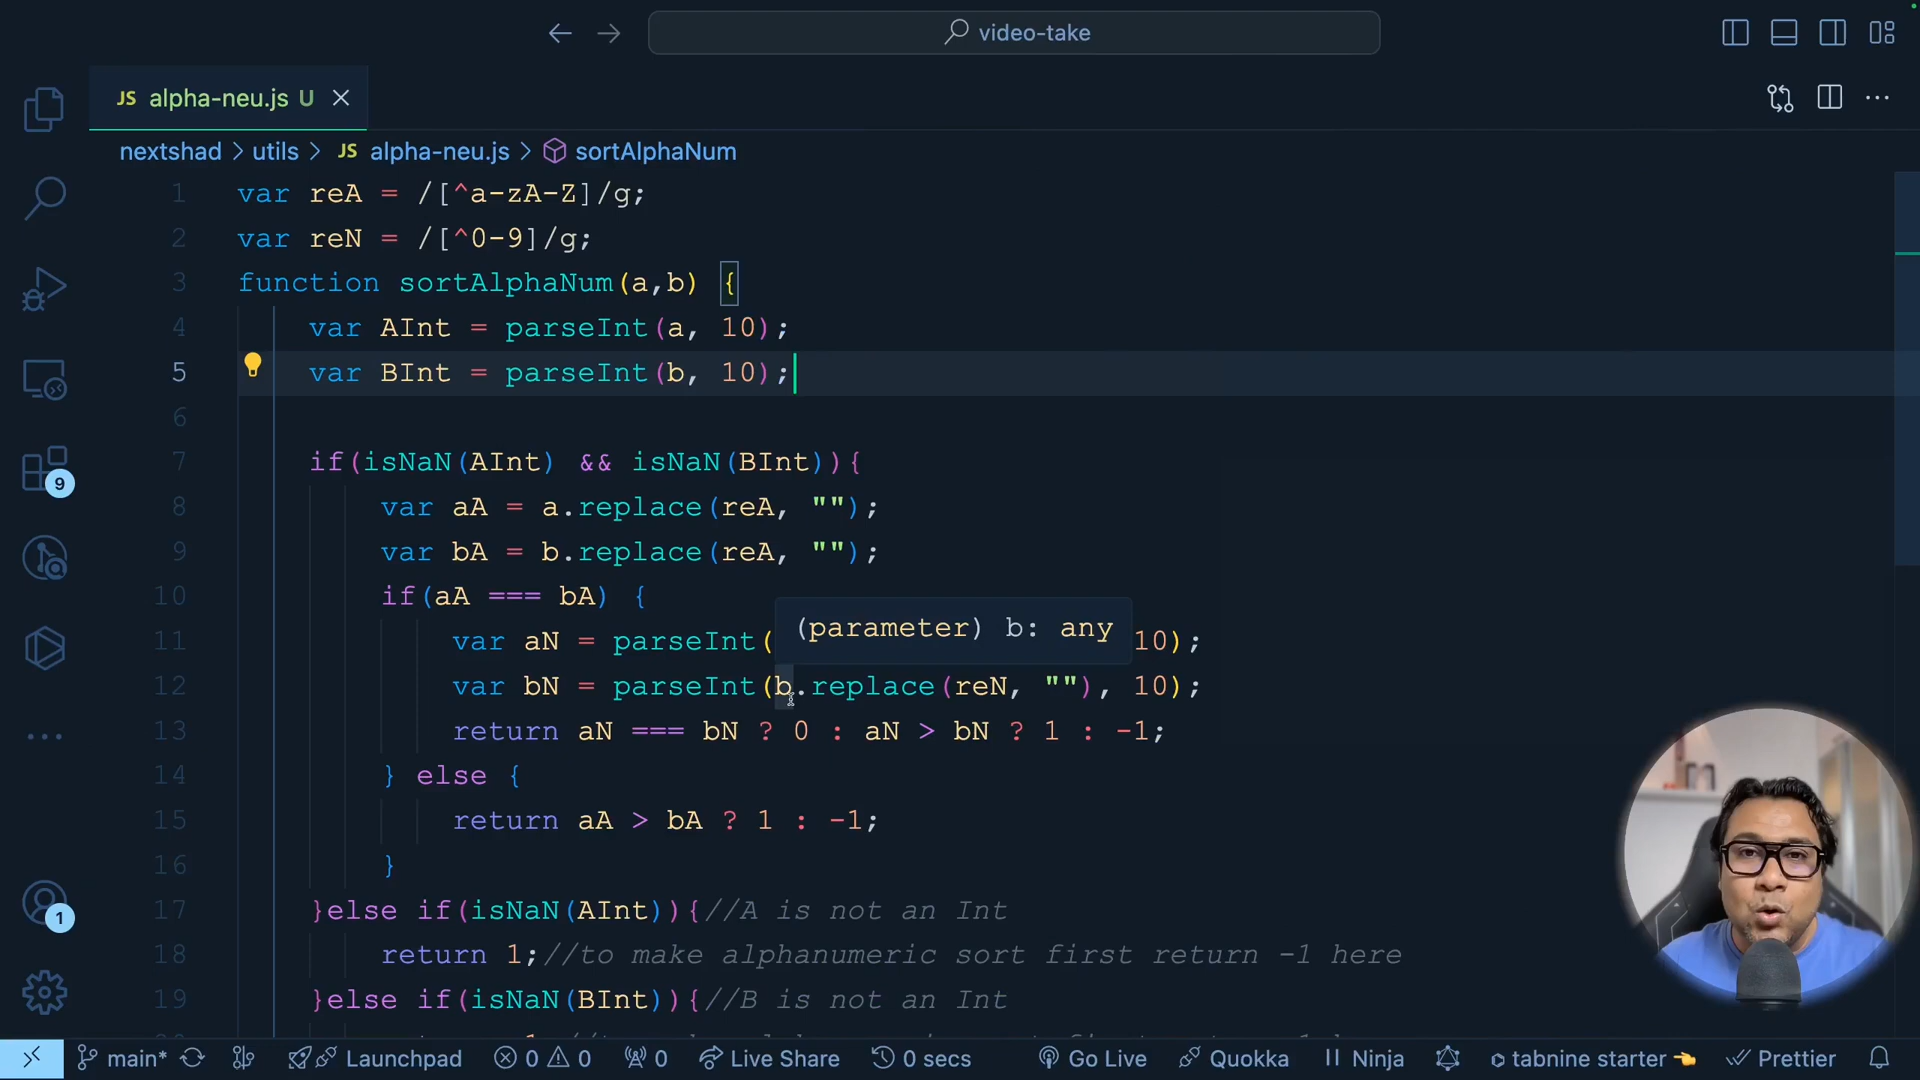 video-take
JS alpha-neu.js U
nextshad > utils > JS alpha-neu.js > sortAlphaNum
1 var reA = /[^a-zA-Z]/g;
2 var reN = /[^0-9]/g;
3 function sortAlphaNum(a,b) {
4 var AInt = parseInt(a, 10);
5 var BInt = parseInt(b, 10);
6
7 if(isNaN(AInt) && isNaN(BInt)){
8 var aA = a.replace(reA, "");
9 var bA = b.replace(reA, "");
10 if(aA === bA) {
(parameter) b: any
11 var aN = parseInt( 10);
12 var bN = parseInt(b.replace(reN, ""), 10);
13 return aN === bN ? 0 : aN > bN ? 1 : -1;
14 } else {
15 return aA > bA ? 1 : -1;
16 }
17 }else if(isNaN(AInt)){//A is not an Int
18 return 1;//to make alphanumeric sort first return -1 here
19 }else if(isNaN(BInt)){//B is not an Int
9
1
main* Launchpad 0 0 0 Live Share 0 secs Go Live Quokka Ninja tabnine starter Prettier